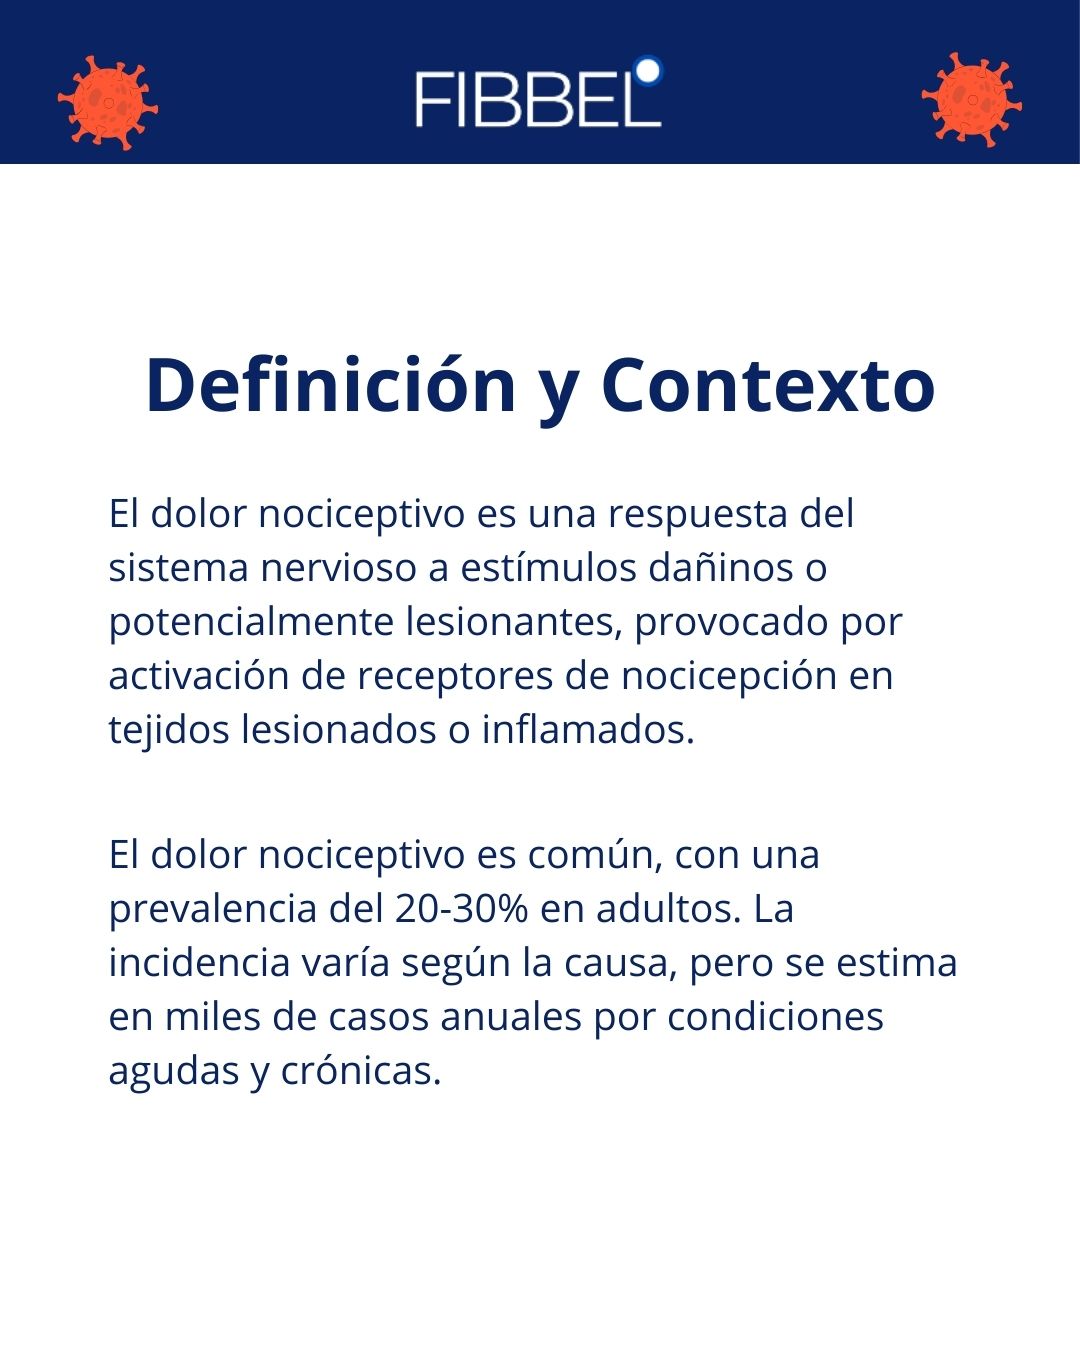 FIBBEL
Definición y Contexto
El dolor nociceptivo es una respuesta del
sistema nervioso a estímulos dañinos o
potencialmente lesionantes, provocado por
activación de receptores de nocicepción en
tejidos lesionados o inflamados.
El dolor nociceptivo es común, con una
prevalencia del 20-30% en adultos. La
incidencia varía según la causa, pero se estima
en miles de casos anuales por condiciones
agudas y crónicas.